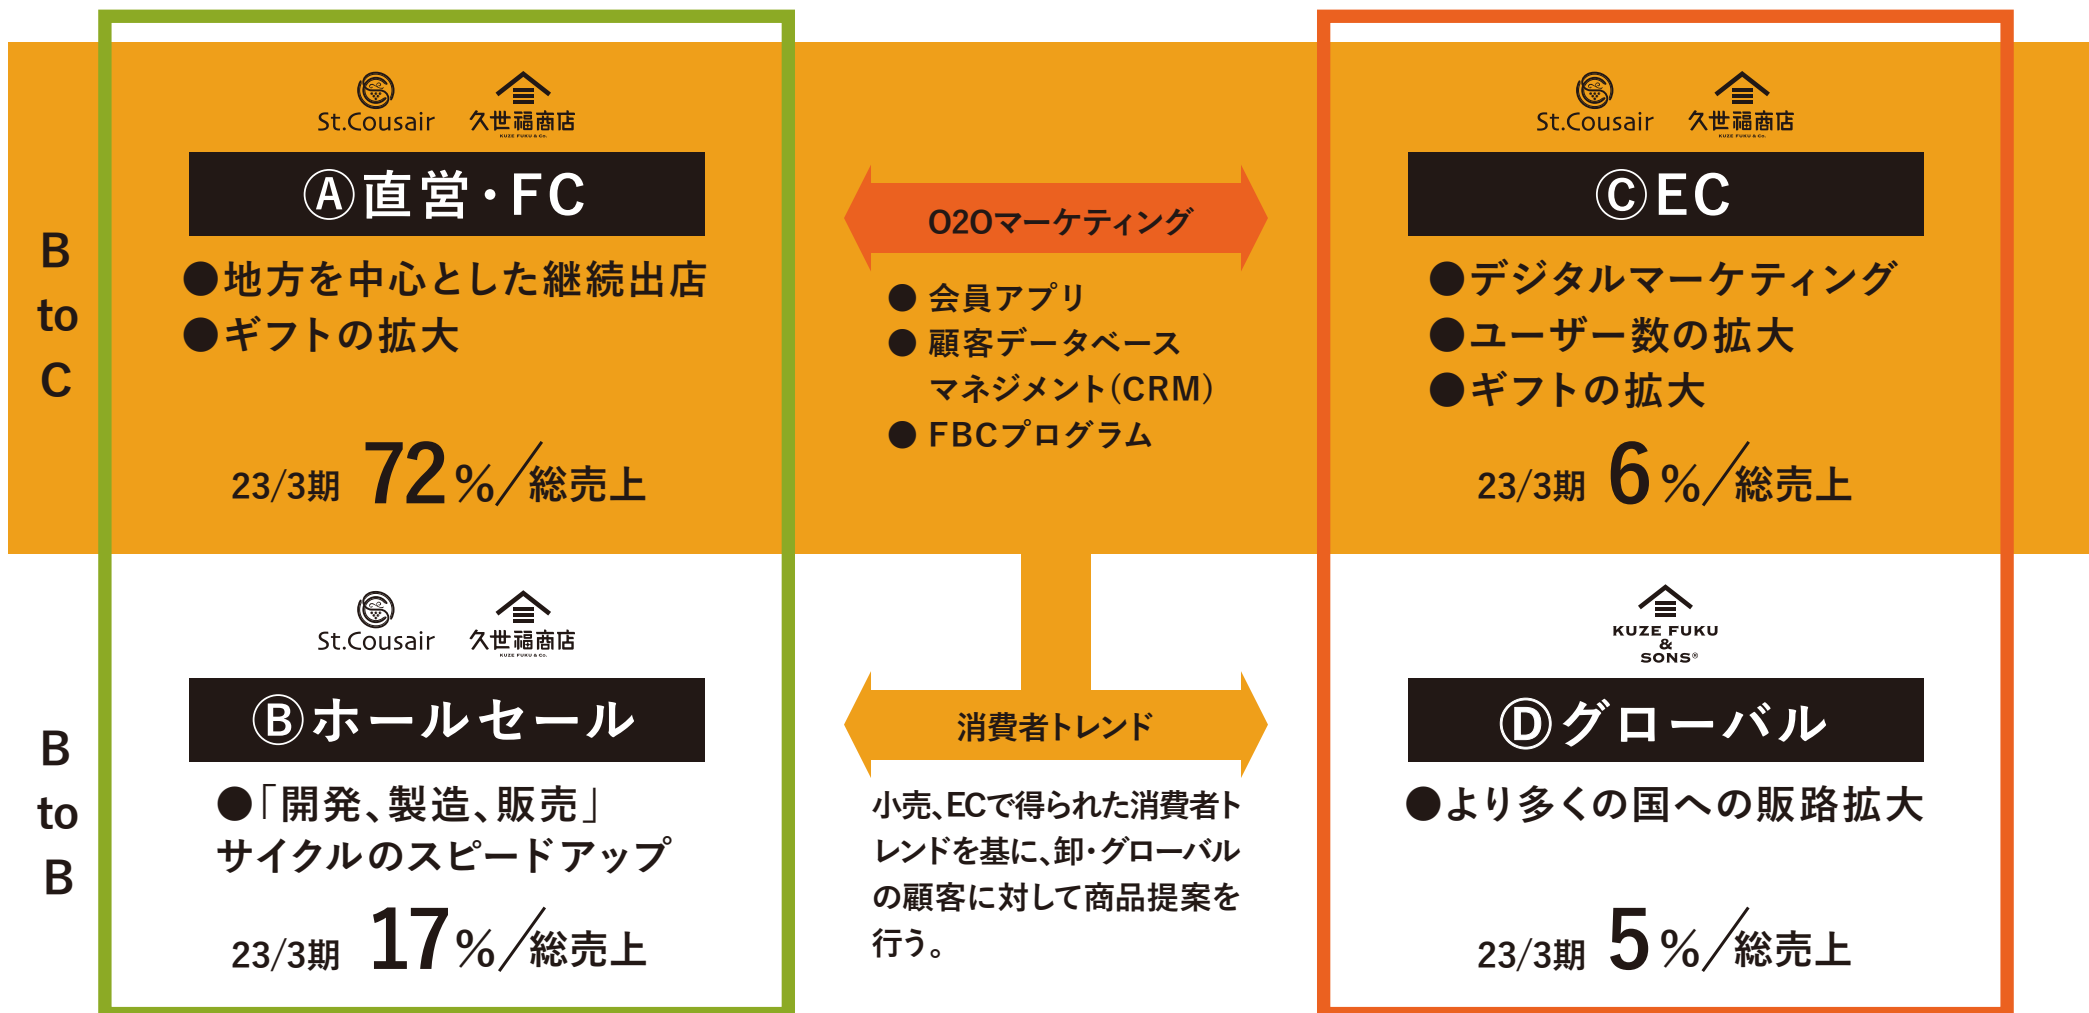 B
to
C
St.Cousair
久世福商店
KUZE FUKU & Co.
Ⓐ直営・FC
●地方を中心とした継続出店
●ギフトの拡大
23/3期 72%/総売上
O2Oマーケティング
● 会員アプリ
● 顧客データベース
マネジメント(CRM)
● FBCプログラム
St.Cousair
久世福商店
KUZE FUKU & Co.
ⒸEC
●デジタルマーケティング
●ユーザー数の拡大
●ギフトの拡大
23/3期 6%/総売上
B
to
B
St.Cousair
久世福商店
KUZE FUKU & Co.
Ⓑホールセール
●「開発、製造、販売」
サイクルのスピードアップ
23/3期 17%/総売上
消費者トレンド
小売、ECで得られた消費者ト
レンドを基に、卸・グローバル
の顧客に対して商品提案を
行う。
KUZE FUKU
&
SONS®
Ⓓグローバル
●より多くの国への販路拡大
23/3期 5%/総売上